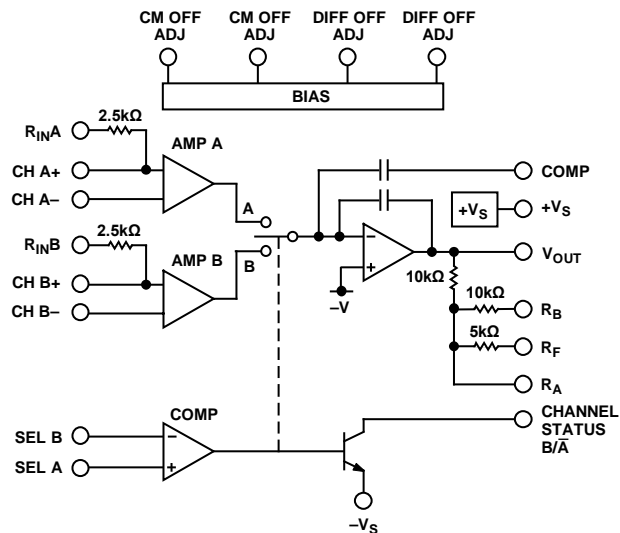 CM OFF ADJ
CM OFF ADJ
DIFF OFF ADJ
DIFF OFF ADJ
BIAS
2.5kΩ
RINA
AMP A
CH A+
CH A–
A
COMP
+VS
+VS
2.5kΩ
RINB
B
AMP B
–
+
VOUT
CH B+
CH B–
–V
10kΩ
10kΩ
RB
5kΩ
RF
RA
COMP
CHANNEL
STATUS
B/A̅
SEL B
–
SEL A
+
–VS